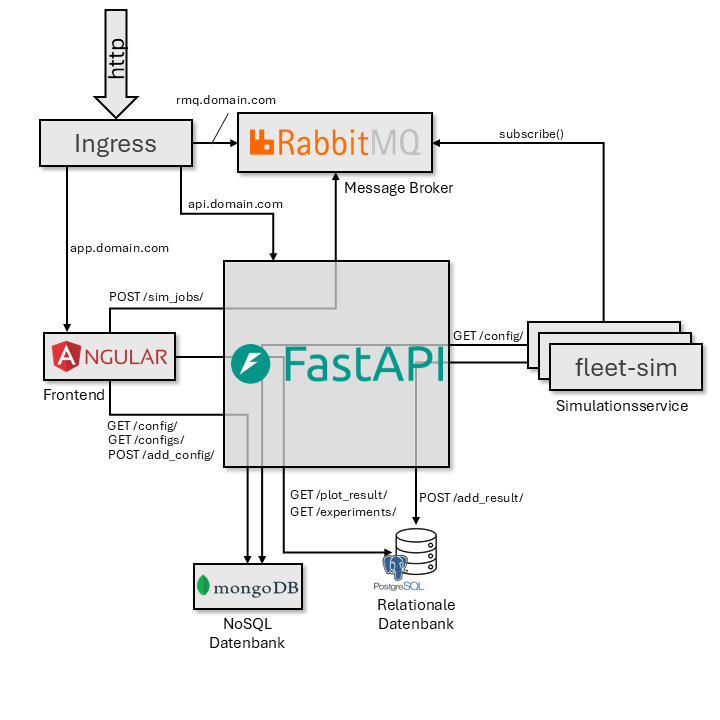 http
rmq.domain.com
Ingress
RabbitMQ
subscribe()
Message Broker
api.domain.com
app.domain.com
POST /sim_jobs/
GET /config/
ANGULAR
FastAPI
fleet-sim
Frontend
Simulationsservice
GET /config/
GET /configs/
POST /add_config/
GET /plot_result/
GET /experiments/
POST /add_result/
mongoDB
PostgreSQL
NoSQL
Datenbank
Relationale
Datenbank